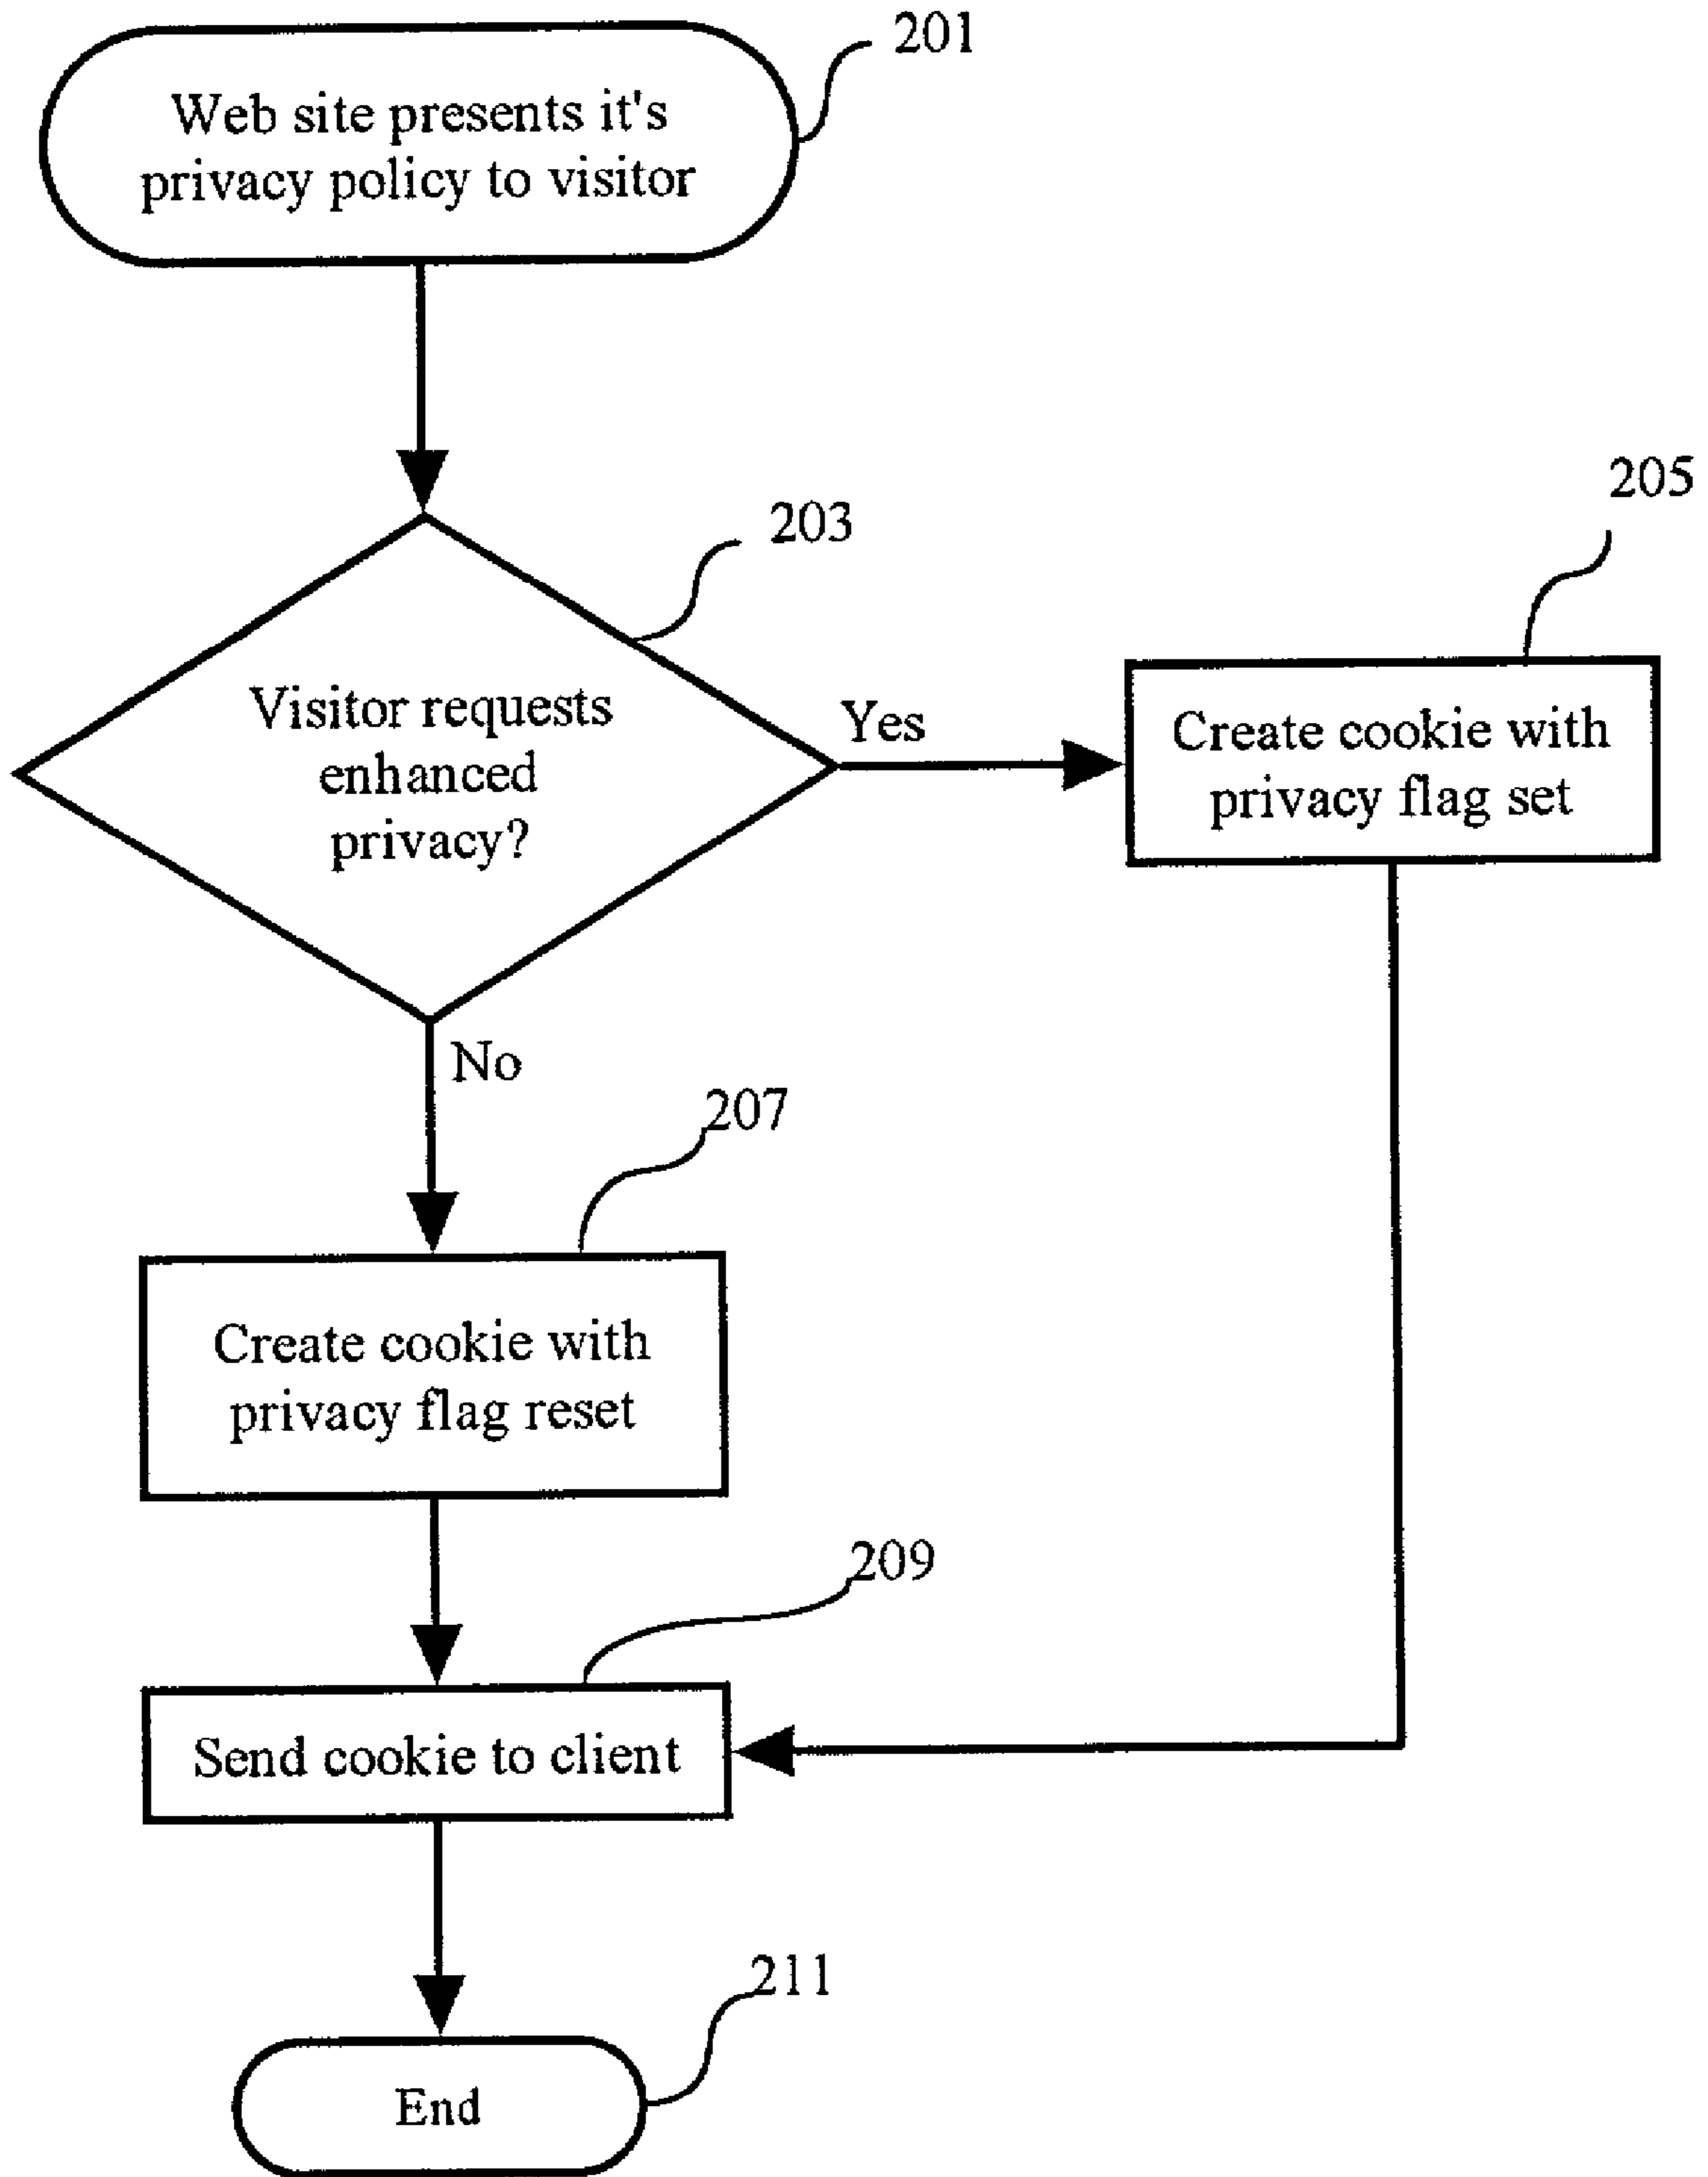 201
Web site presents it's
privacy policy to visitor
203
205
Visitor requests
enhanced
privacy?
Yes
Create cookie with
privacy flag set
No
207
Create cookie with
privacy flag reset
209
Send cookie to client
211
End